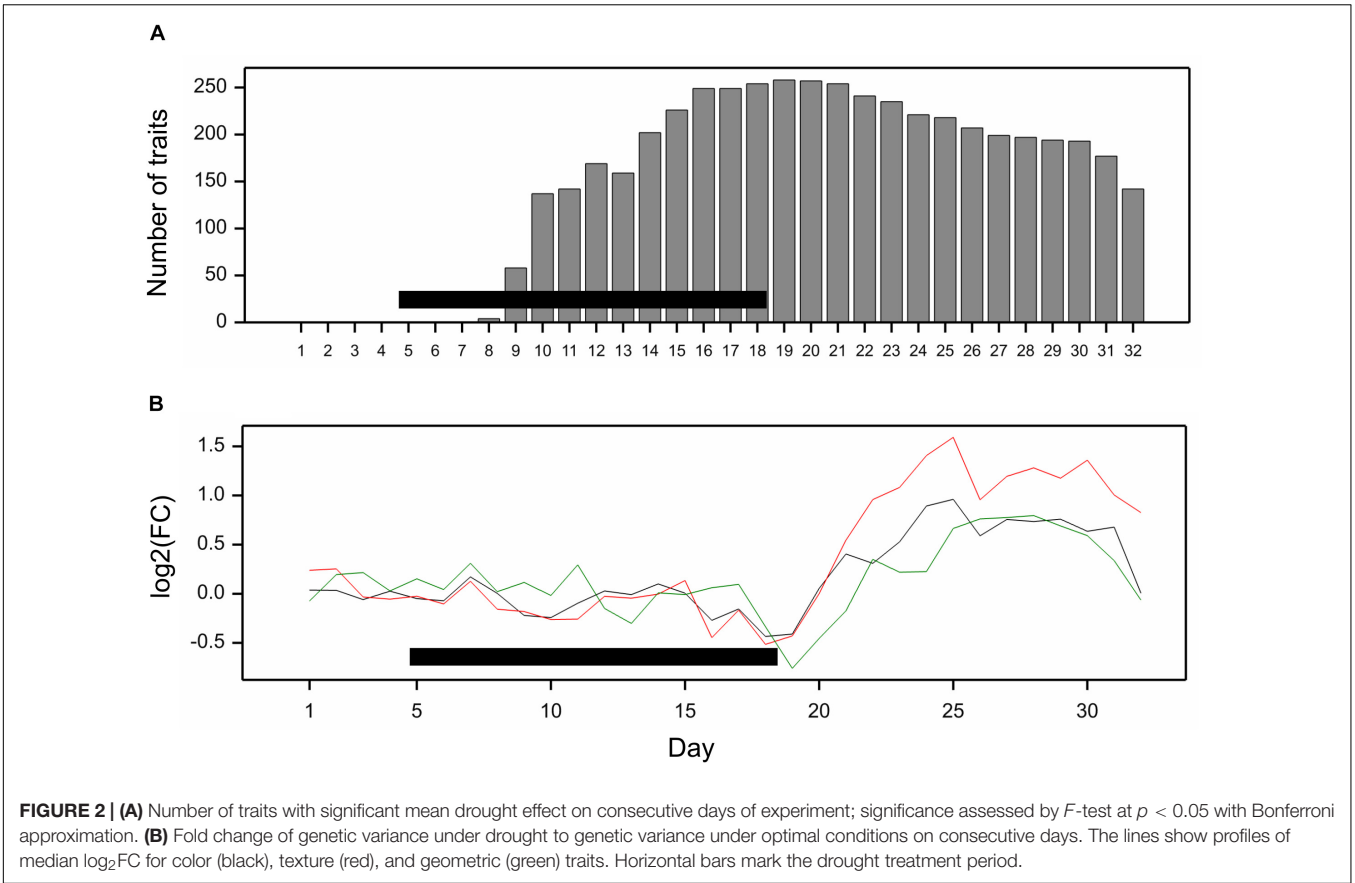 A
Number of traits
250
200
150
100
50
0
1 2 3 4 5 6 7 8 9 10 11 12 13 14 15 16 17 18 19 20 21 22 23 24 25 26 27 28 29 30 31 32
B
log2(FC)
1.5
1.0
0.5
0.0
-0.5
1 5 10 15 20 25 30
Day
FIGURE 2 | (A) Number of traits with significant mean drought effect on consecutive days of experiment; significance assessed by F-test at p < 0.05 with Bonferroni
approximation. (B) Fold change of genetic variance under drought to genetic variance under optimal conditions on consecutive days. The lines show profiles of
median log₂FC for color (black), texture (red), and geometric (green) traits. Horizontal bars mark the drought treatment period.